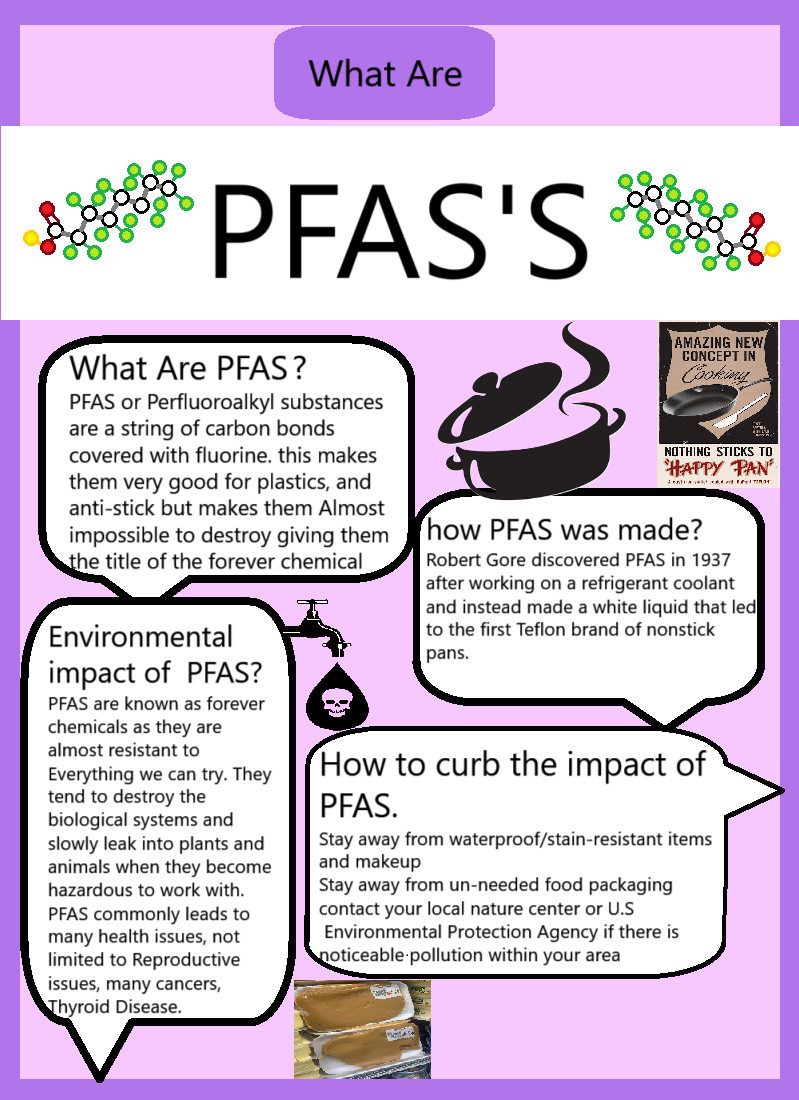 What Are
PFAS'S
AMAZING NEW
CONCEPT IN
Cooking
NOTHING STICKS TO
"HAPPY PAN"
What Are PFAS?
PFAS or Perfluoroalkyl substances
are a string of carbon bonds
covered with fluorine. this makes
them very good for plastics, and
anti-stick but makes them Almost
impossible to destroy giving them
the title of the forever chemical
how PFAS was made?
Robert Gore discovered PFAS in 1937
after working on a refrigerant coolant
and instead made a white liquid that led
to the first Teflon brand of nonstick
pans.
Environmental
impact of PFAS?
PFAS are known as forever
chemicals as they are
almost resistant to
Everything we can try. They
tend to destroy the
biological systems and
slowly leak into plants and
animals when they become
hazardous to work with.
PFAS commonly leads to
many health issues, not
limited to Reproductive
issues, many cancers,
Thyroid Disease.
How to curb the impact of
PFAS.
Stay away from waterproof/stain-resistant items
and makeup
Stay away from un-needed food packaging
contact your local nature center or U.S
Environmental Protection Agency if there is
noticeable·pollution within your area